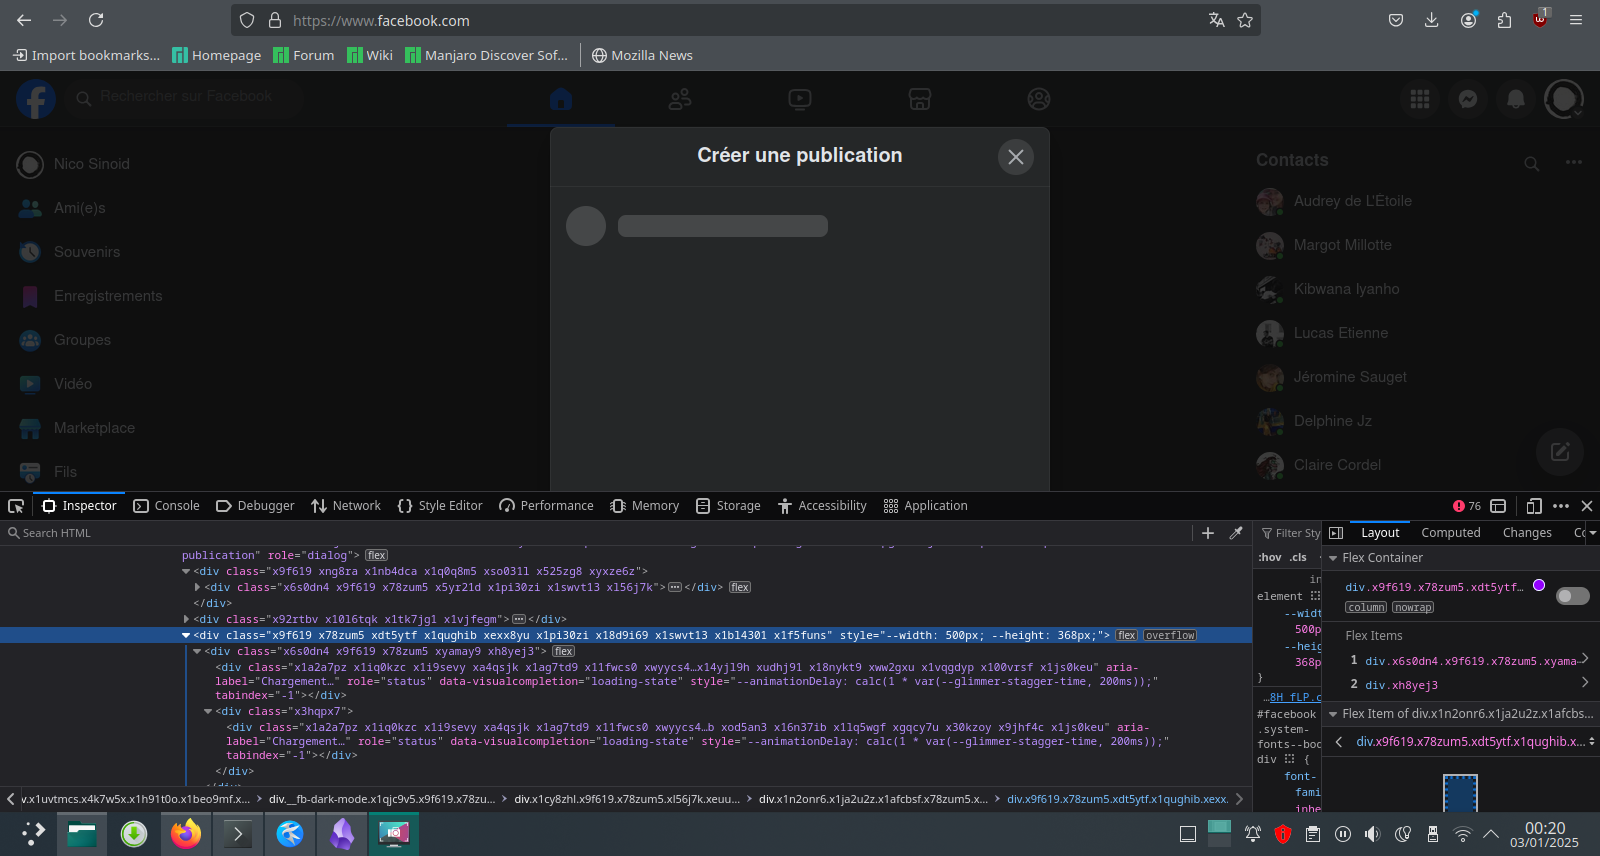 https://www.facebook.com
1
Import bookmarks...
Homepage
Forum
Wiki
Manjaro Discover Sof...
Mozilla News
Rechercher sur Facebook
Créer une publication
Nico Sinoid
Ami(e)s
Souvenirs
Enregistrements
Groupes
Vidéo
Marketplace
Fils
Contacts
Audrey de L'Étoile
Margot Millotte
Kibwana Iyanho
Lucas Etienne
Jéromine Sauget
Delphine Jz
Claire Cordel
Inspector
Console
Debugger
Network
Style Editor
Performance
Memory
Storage
Accessibility
Application
76
Search HTML
publication" role="dialog"> flex
<div class="x9f619 xng8ra x1nb4dca x1q0q8m5 xso031l x525zg8 xyxze6z">
<div class="x6s0dn4 x9f619 x78zum5 x5yr21d x1pi30zi x1swvt13 xl56j7k"> </div> flex
</div>
<div class="x92rtbv x10l6tqk x1tk7jg1 x1vjfegm"> </div>
<div class="x9f619 x78zum5 xdt5ytf x1qughib xexx8yu x1pi30zi x18d9i69 x1swvt13 x1bl4301 x1f5funs" style="--width: 500px; --height: 368px;"> flex overflow
<div class="x6s0dn4 x9f619 x78zum5 xyamay9 xh8yej3"> flex
<div class="x1a2a7pz x1iq0kzc x1i9sevy xa4qsjk x1ag7td9 x11fwcs0 xwyycs4…x14yj19h xudhj91 x18nykt9 xww2gxu x1vqgdyp x100vrsf x1js0keu" aria-
label="Chargement…" role="status" data-visualcompletion="loading-state" style="--animationDelay: calc(1 * var(--glimmer-stagger-time, 200ms));"
tabindex="-1"></div>
<div class="x3hqpx7">
<div class="x1a2a7pz x1iq0kzc x1i9sevy xa4qsjk x1ag7td9 x11fwcs0 xwyycs4…b xod5an3 x16n37ib x1lq5wgf xgqcy7u x30kzoy x9jhf4c x1js0keu" aria-
label="Chargement…" role="status" data-visualcompletion="loading-state" style="--animationDelay: calc(1 * var(--glimmer-stagger-time, 200ms));"
tabindex="-1"></div>
</div>
v.x1uvtmcs.x4k7w5x.x1h91t0o.x1beo9mf.x...
div.__fb-dark-mode.x1qjc9v5.x9f619.x78zu...
div.x1cy8zhl.x9f619.x78zum5.xl56j7k.xeuu...
div.x1n2onr6.x1ja2u2z.x1afcbsf.x78zum5.x...
div.x9f619.x78zum5.xdt5ytf.x1qughib.xexx.
Filter Sty
:hov .cls
in
element
--widt
500p
--heig
368p
}
#facebook
.system-
fonts--bod
div {
font-
fami
inhe
Layout
Computed
Changes
Flex Container
div.x9f619.x78zum5.xdt5ytf...
column nowrap
Flex Items
1 div.x6s0dn4.x9f619.x78zum5.xyama…
2 div.xh8yej3
Flex Item of div.x1n2onr6.x1ja2u2z.x1afcbs...
div.x9f619.x78zum5.xdt5ytf.x1qughib.x...
00:20
03/01/2025